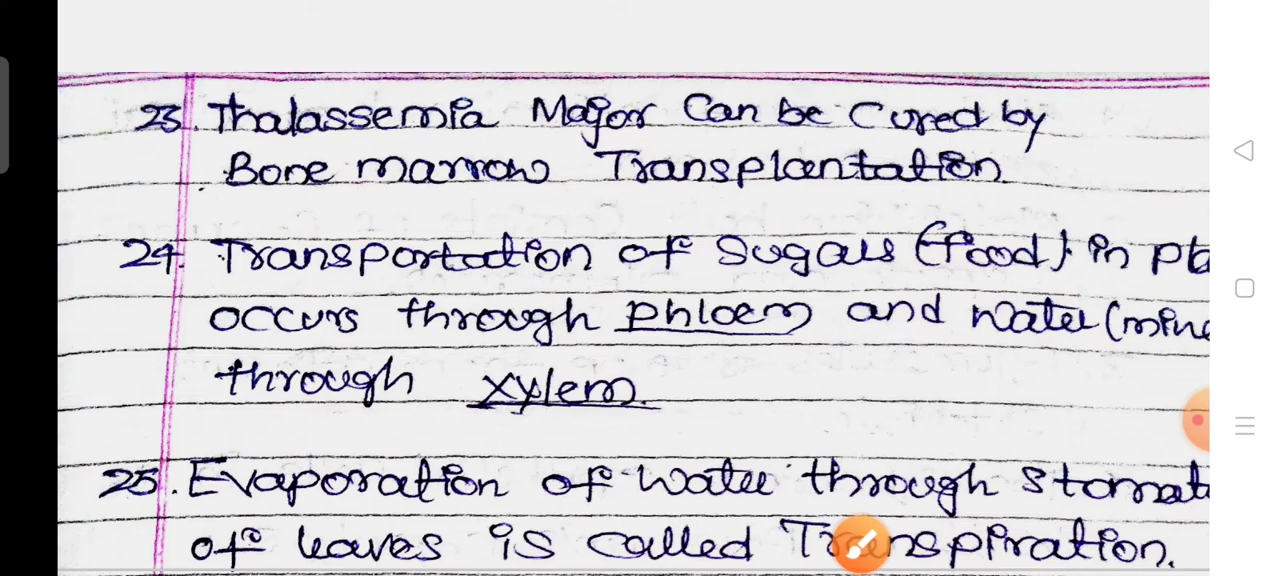 23. Thalassemia Major Can be Cured by
Bone marrow Transplantation.
24. Transportation of Sugars (food) in
occurs through phloem and water
through xylem.
25. Evaporation of water through
of leaves is called Transpiration.